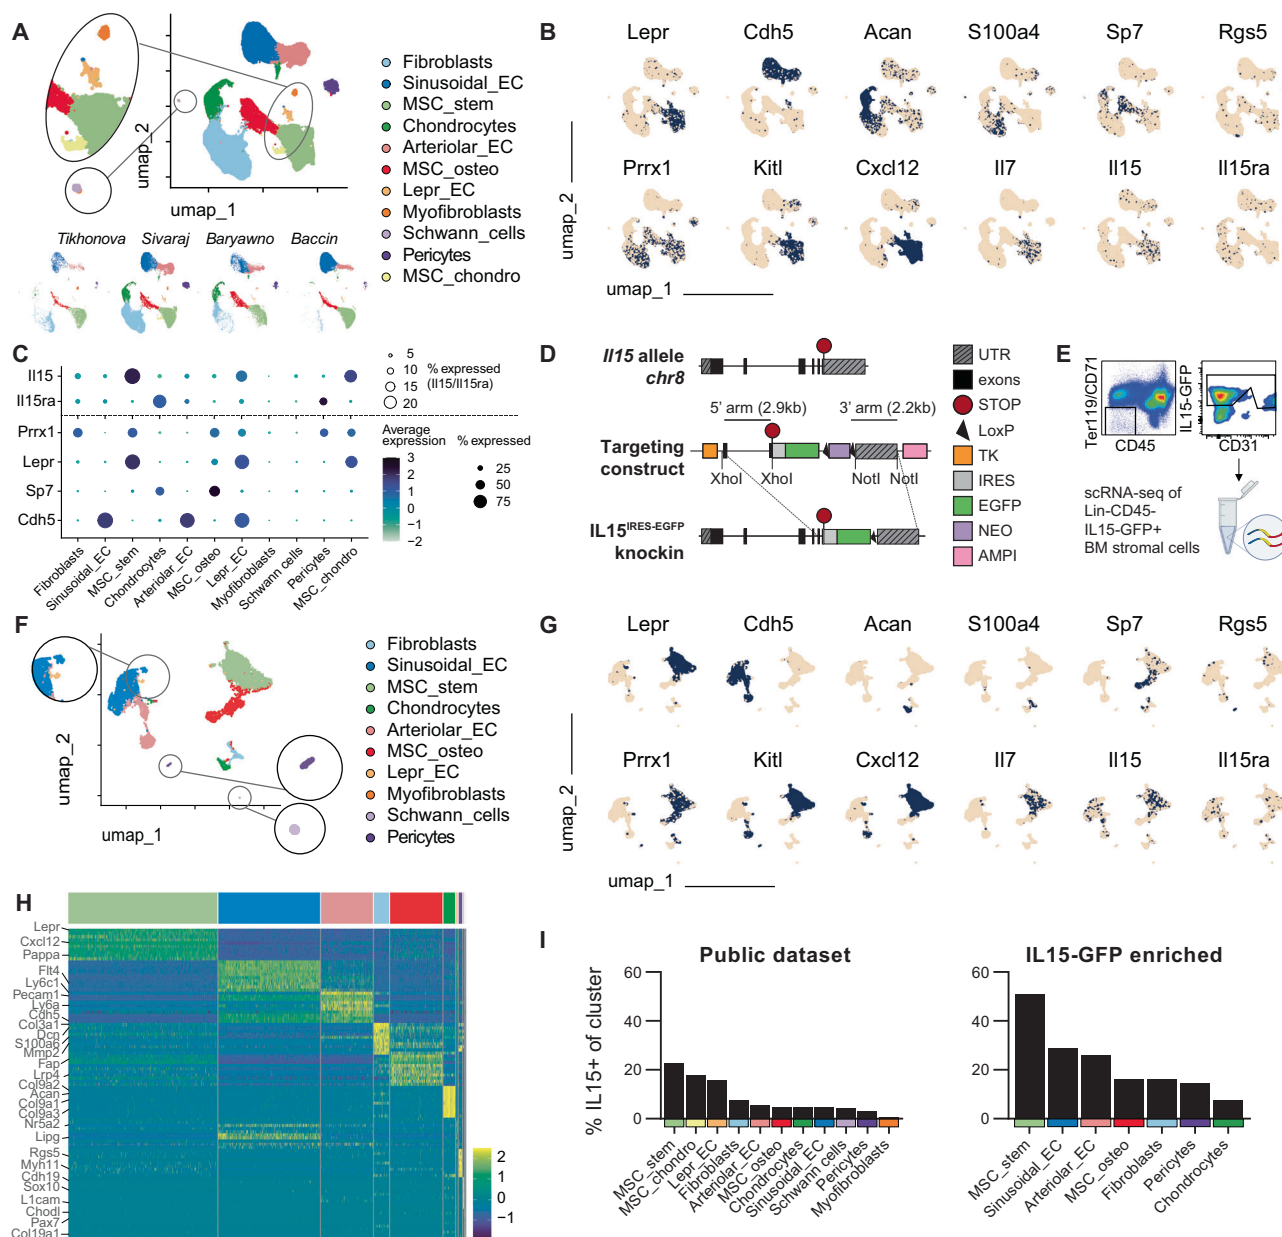 A
umap_2
umap_1
Fibroblasts
Sinusoidal_EC
MSC_stem
Chondrocytes
Arteriolar_EC
MSC_osteo
Lepr_EC
Myofibroblasts
Schwann_cells
Pericytes
MSC_chondro
Tikhonova
Sivaraj
Baryawno
Baccin
B
Lepr
Cdh5
Acan
S100a4
Sp7
Rgs5
Prrx1
Kitl
Cxcl12
Il7
Il15
Il15ra
umap_2
umap_1
C
Il15
Il15ra
Prrx1
Lepr
Sp7
Cdh5
Fibroblasts
Sinusoidal_EC
MSC_stem
Chondrocytes
Arteriolar_EC
MSC_osteo
Lepr_EC
Myofibroblasts
Schwann cells
Pericytes
MSC_chondro
5
10
15
20
% expressed
(Il15/Il15ra)
Average
expression
3
2
1
0
−1
−2
% expressed
25
50
75
D
Il15 allele
chr8
5' arm (2.9kb)
3' arm (2.2kb)
Targeting
construct
XhoI
XhoI
NotI
NotI
IL15IRES-EGFP
knockin
UTR
exons
STOP
LoxP
TK
IRES
EGFP
NEO
AMPI
E
Ter119/CD71
CD45
IL15-GFP
CD31
scRNA-seq of
Lin-CD45-
IL15-GFP+
BM stromal cells
F
umap_2
umap_1
Fibroblasts
Sinusoidal_EC
MSC_stem
Chondrocytes
Arteriolar_EC
MSC_osteo
Lepr_EC
Myofibroblasts
Schwann_cells
Pericytes
G
Lepr
Cdh5
Acan
S100a4
Sp7
Rgs5
Prrx1
Kitl
Cxcl12
Il7
Il15
Il15ra
umap_2
umap_1
H
Lepr
Cxcl12
Pappa
Flt4
Ly6c1
Pecam1
Ly6a
Cdh5
Col3a1
Dcn
S100a6
Mmp2
Fap
Lrp4
Col9a2
Acan
Col9a1
Col9a3
Nr5a2
Lipg
Rgs5
Myh11
Cdh19
Sox10
L1cam
Chodl
Pax7
Col19a1
2
1
0
−1
I
Public dataset
% IL15+ of cluster
60
40
20
0
MSC_stem
MSC_chondro
Lepr_EC
Fibroblasts
Arteriolar_EC
MSC_osteo
Chondrocytes
Sinusoidal_EC
Schwann cells
Pericytes
Myofibroblasts
IL15-GFP enriched
60
40
20
0
MSC_stem
Sinusoidal_EC
Arteriolar_EC
MSC_osteo
Fibroblasts
Pericytes
Chondrocytes